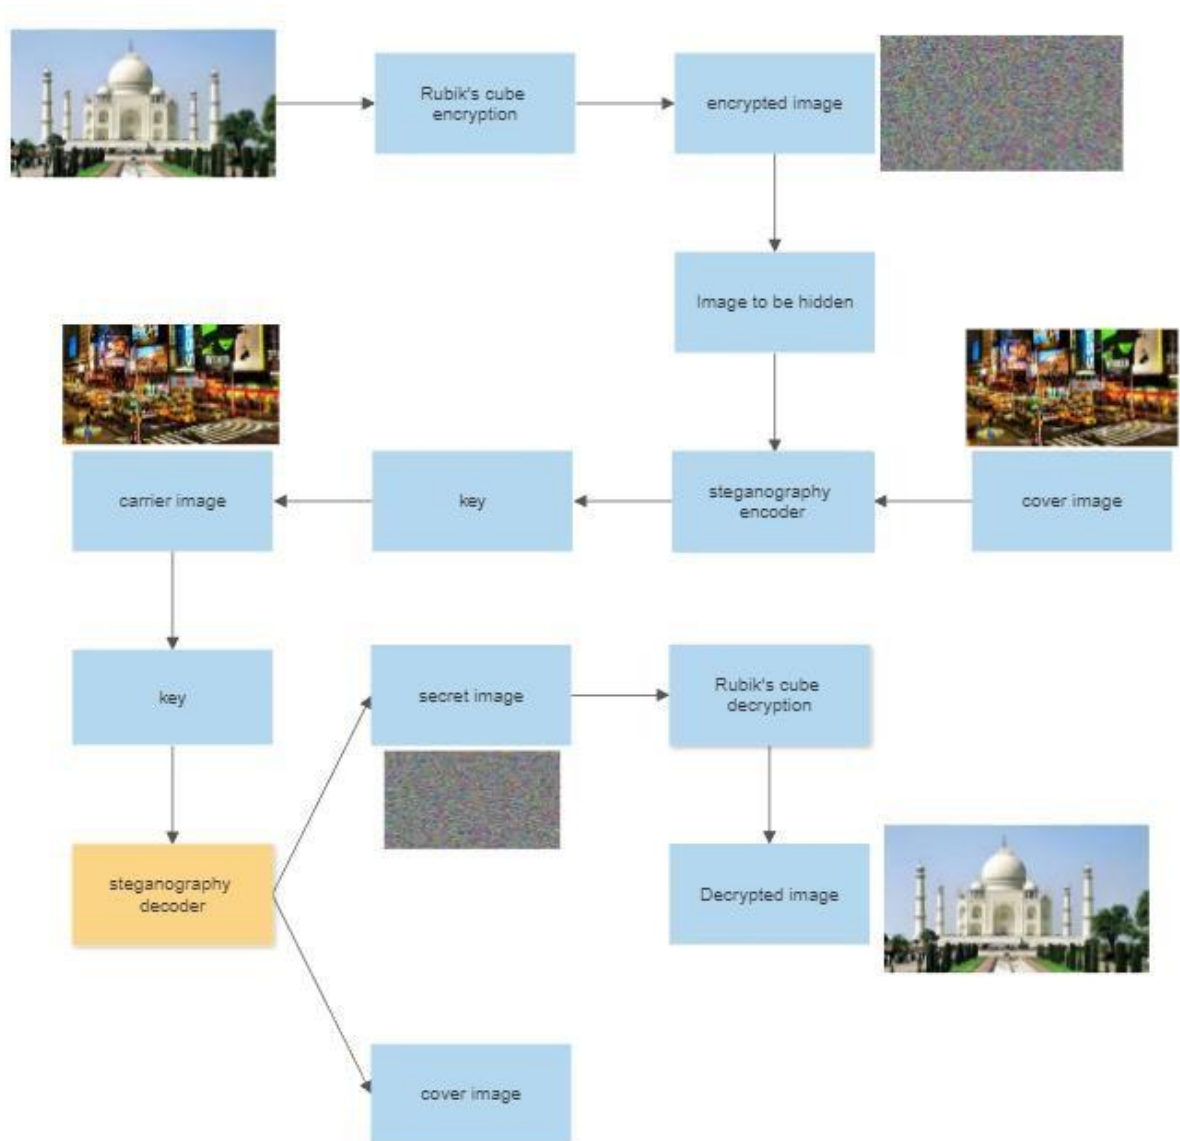 Rubik's cube
encryption
encrypted image
Image to be hidden
carrier image
key
steganography
encoder
cover image
key
secret image
Rubik's cube
decryption
steganography
decoder
Decrypted image
cover image